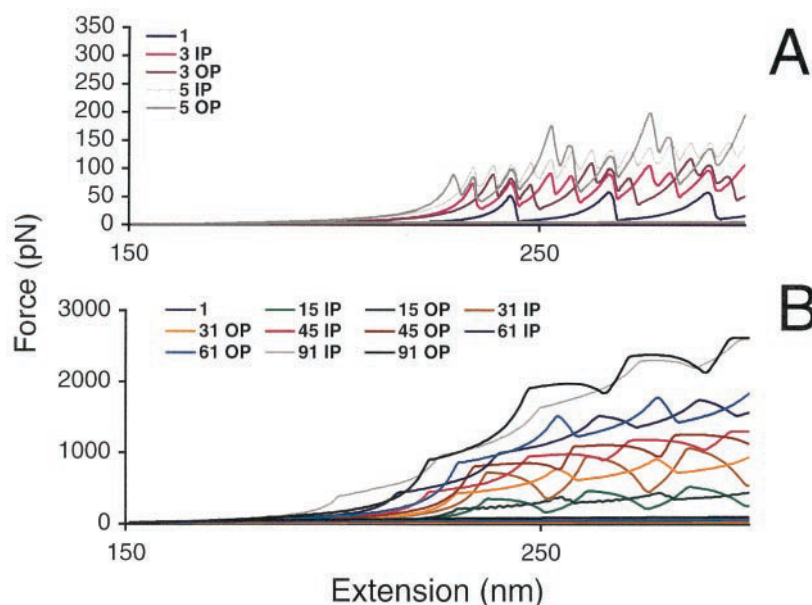 350
300
250
200
150
100
50
0
1
3 IP
3 OP
5 IP
5 OP
A
150
250
Force (pN)
3000
2000
1000
0
1
15 IP
15 OP
31 IP
31 OP
45 IP
45 OP
61 IP
61 OP
91 IP
91 OP
B
150
250
Extension (nm)